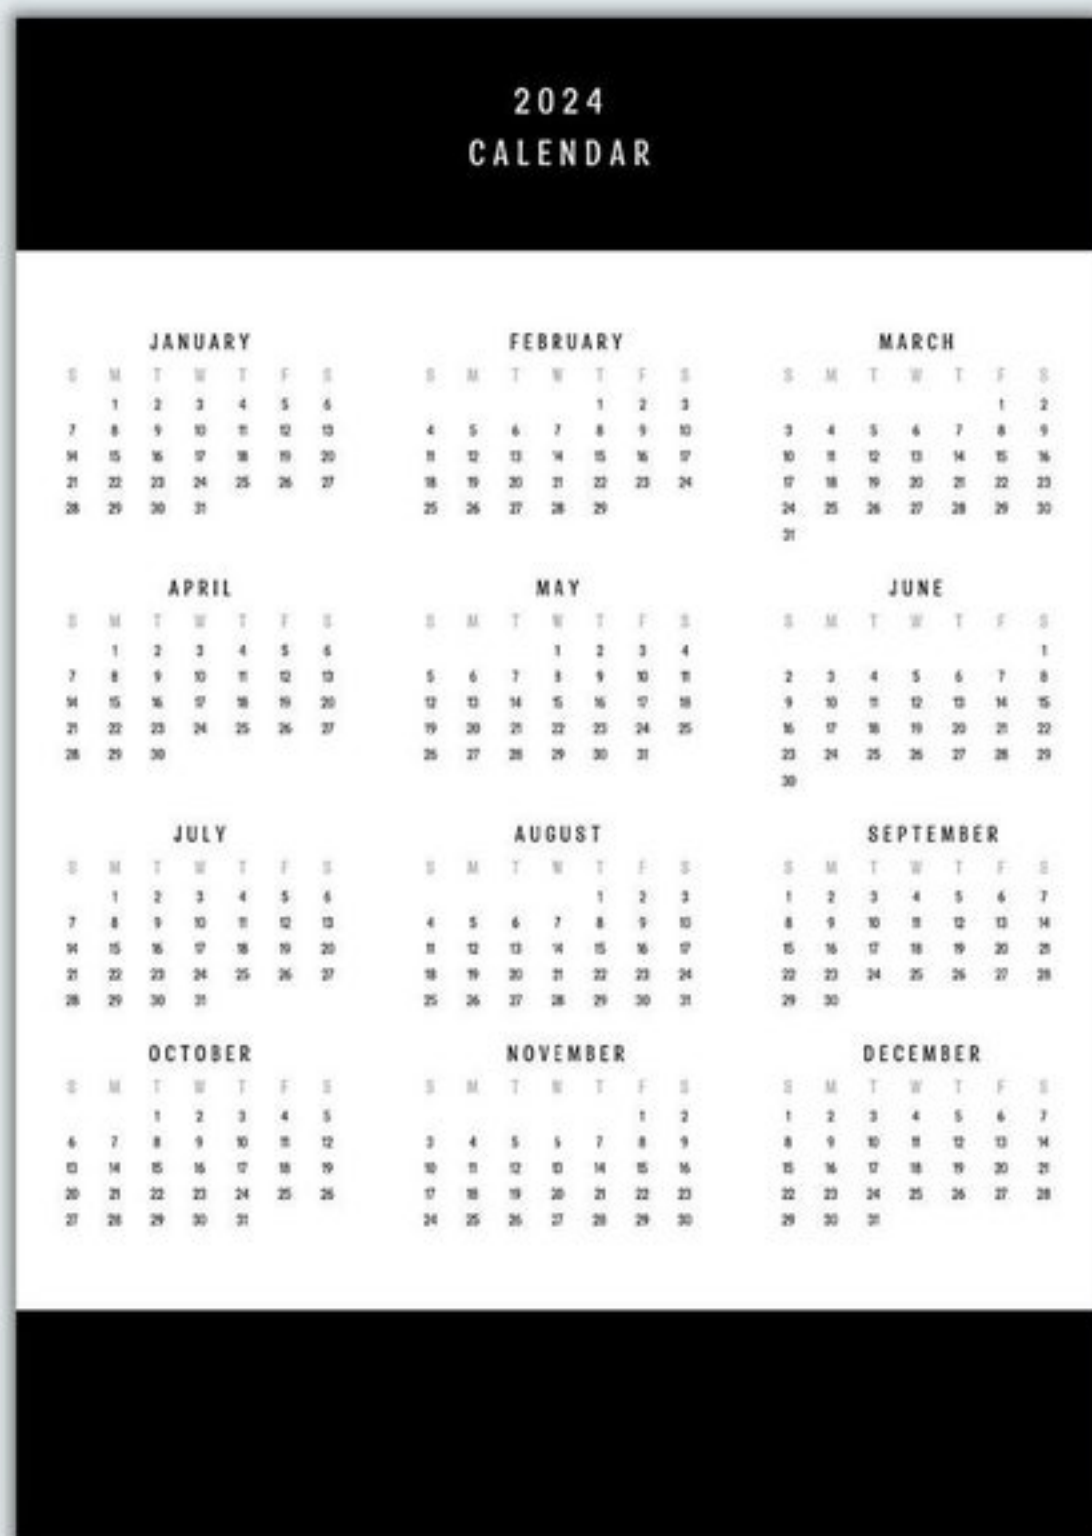 2024
CALENDAR
JANUARY
S M T W T F S
1 2 3 4 5 6
7 8 9 10 11 12 13
14 15 16 17 18 19 20
21 22 23 24 25 26 27
28 29 30 31
FEBRUARY
S M T W T F S
1 2 3
4 5 6 7 8 9 10
11 12 13 14 15 16 17
18 19 20 21 22 23 24
25 26 27 28 29
MARCH
S M T W T F S
1 2
3 4 5 6 7 8 9
10 11 12 13 14 15 16
17 18 19 20 21 22 23
24 25 26 27 28 29 30
31
APRIL
S M T W T F S
1 2 3 4 5 6
7 8 9 10 11 12 13
14 15 16 17 18 19 20
21 22 23 24 25 26 27
28 29 30
MAY
S M T W T F S
1 2 3 4
5 6 7 8 9 10 11
12 13 14 15 16 17 18
19 20 21 22 23 24 25
26 27 28 29 30 31
JUNE
S M T W T F S
1
2 3 4 5 6 7 8
9 10 11 12 13 14 15
16 17 18 19 20 21 22
23 24 25 26 27 28 29
30
JULY
S M T W T F S
1 2 3 4 5 6
7 8 9 10 11 12 13
14 15 16 17 18 19 20
21 22 23 24 25 26 27
28 29 30 31
AUGUST
S M T W T F S
1 2 3
4 5 6 7 8 9 10
11 12 13 14 15 16 17
18 19 20 21 22 23 24
25 26 27 28 29 30 31
SEPTEMBER
S M T W T F S
1 2 3 4 5 6 7
8 9 10 11 12 13 14
15 16 17 18 19 20 21
22 23 24 25 26 27 28
29 30
OCTOBER
S M T W T F S
1 2 3 4 5
6 7 8 9 10 11 12
13 14 15 16 17 18 19
20 21 22 23 24 25 26
27 28 29 30 31
NOVEMBER
S M T W T F S
1 2
3 4 5 6 7 8 9
10 11 12 13 14 15 16
17 18 19 20 21 22 23
24 25 26 27 28 29 30
DECEMBER
S M T W T F S
1 2 3 4 5 6 7
8 9 10 11 12 13 14
15 16 17 18 19 20 21
22 23 24 25 26 27 28
29 30 31